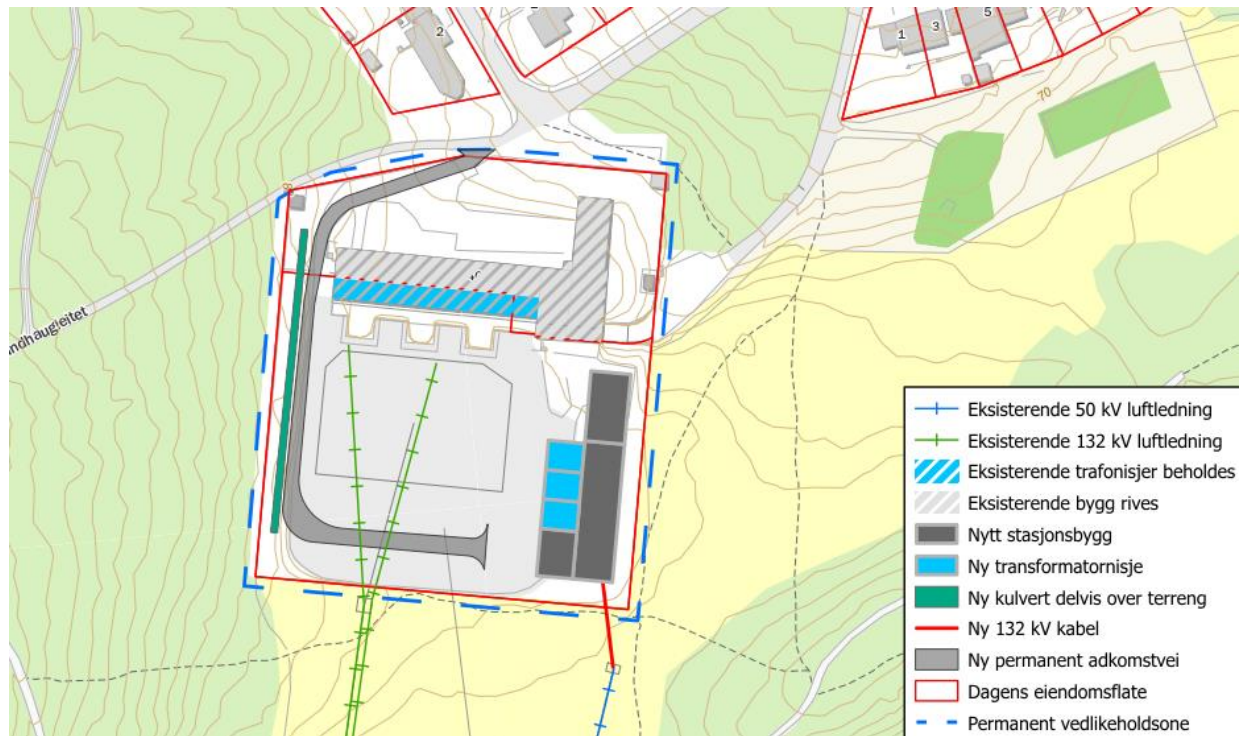 2
1
3
5
70
ndhaugleitet
Eksisterende 50 kV luftledning
Eksisterende 132 kV luftledning
Eksisterende trafonisjer beholdes
Eksisterende bygg rives
Nytt stasjonsbygg
Ny transformatornisje
Ny kulvert delvis over terreng
Ny 132 kV kabel
Ny permanent adkomstvei
Dagens eiendomsflate
Permanent vedlikeholdsone